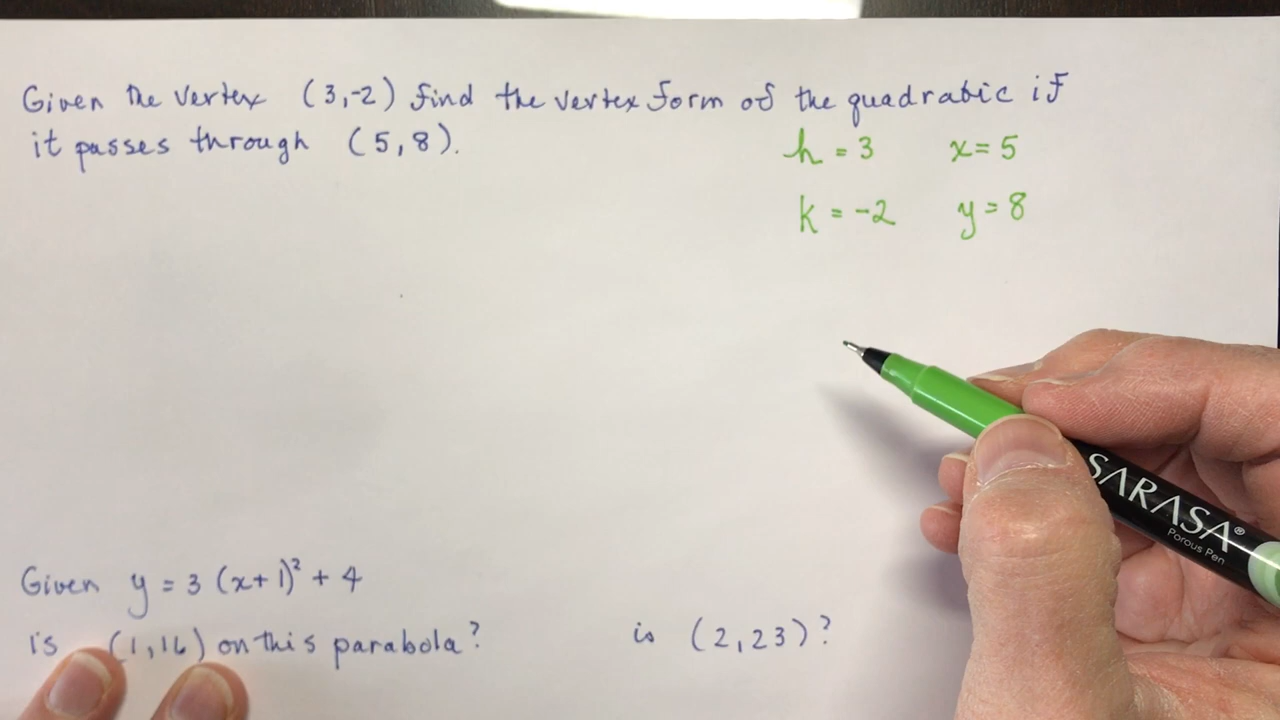 Given the vertex (3,-2) find the vertex form of the quadratic if
it passes through (5,8).
h = 3 x = 5
k = -2 y = 8
SARASA®
Porous Pen
Given y = 3 (x+1)² + 4
is (1,16) on this parabola? is (2,23)?